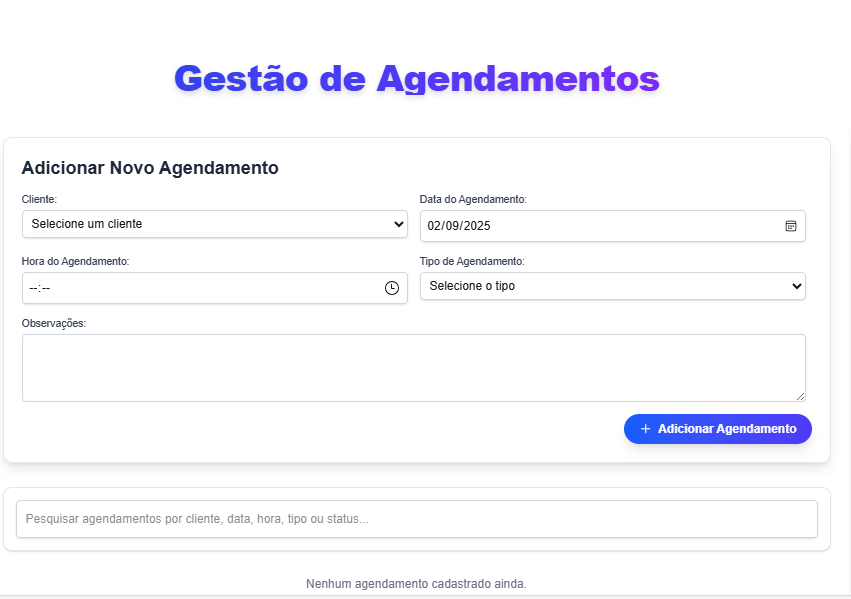 Gestão de Agendamentos
Adicionar Novo Agendamento
Cliente:
Data do Agendamento:
Selecione um cliente
02/09/2025
Hora do Agendamento:
Tipo de Agendamento:
--:--
Selecione o tipo
Observações:
+ Adicionar Agendamento
Pesquisar agendamentos por cliente, data, hora, tipo ou status...
Nenhum agendamento cadastrado ainda.